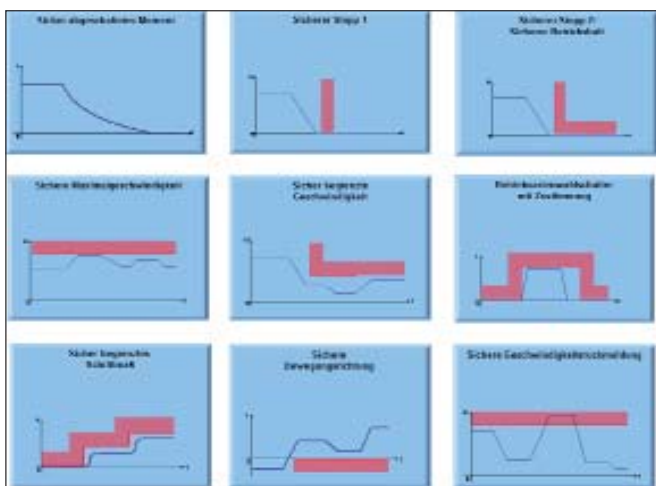 Sicher abgeschaltetes Moment
Sicherer Stopp 1
Sicherer Stopp 2/
Sicherer Betriebshalt
Sichere Maximalgeschwindigkeit
Sicher begrenzte
Geschwindigkeit
Betriebsartenwahlschalter
mit Zustimmung
Sicher begrenztes
Schrittmaß
Sichere
Bewegungsrichtung
Sichere Geschwindigkeitsrückmeldung